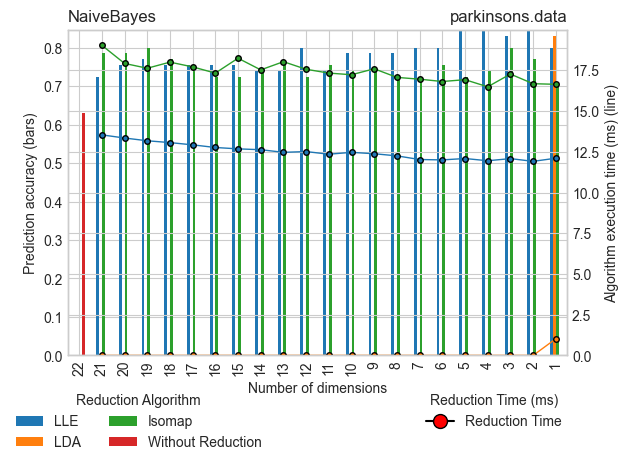 NaiveBayes parkinsons.data
Prediction accuracy (bars)
0.8
0.7
0.6
0.5
0.4
0.3
0.2
0.1
0.0
17.5
15.0
12.5
10.0
7.5
5.0
2.5
0.0
Algorithm execution time (ms) (line)
22 21 20 19 18 17 16 15 14 13 12 11 10 9 8 7 6 5 4 3 2 1
Number of dimensions
Reduction Algorithm
LLE Isomap
LDA Without Reduction
Reduction Time (ms)
Reduction Time